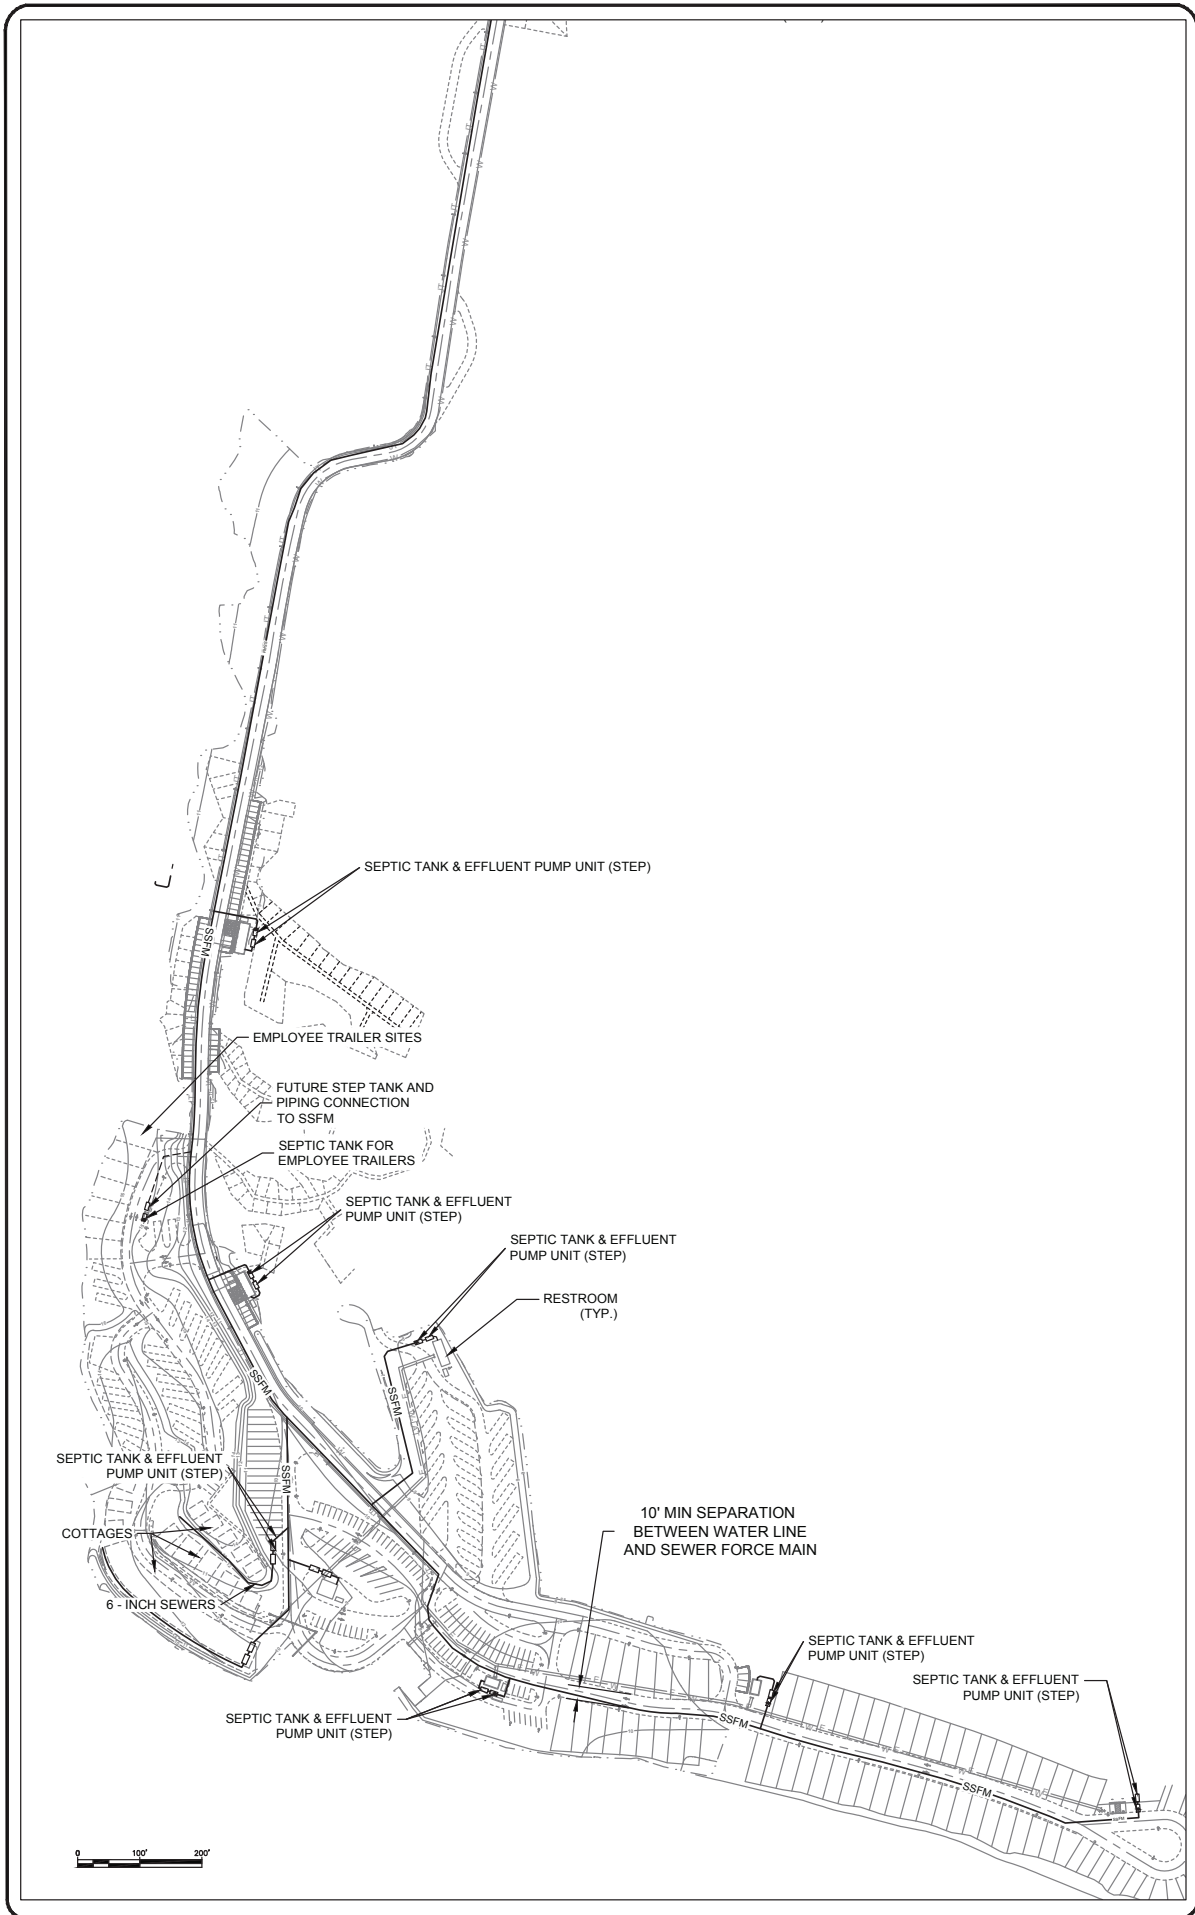 SEPTIC TANK & EFFLUENT PUMP UNIT (STEP)
SSFM
EMPLOYEE TRAILER SITES
FUTURE STEP TANK AND
PIPING CONNECTION
TO SSFM
SEPTIC TANK FOR
EMPLOYEE TRAILERS
SEPTIC TANK & EFFLUENT
PUMP UNIT (STEP)
SEPTIC TANK & EFFLUENT
PUMP UNIT (STEP)
RESTROOM
(TYP.)
SSFM
SSFM
SEPTIC TANK & EFFLUENT
PUMP UNIT (STEP)
SSFM
COTTAGES
10' MIN SEPARATION
BETWEEN WATER LINE
AND SEWER FORCE MAIN
6 - INCH SEWERS
SEPTIC TANK & EFFLUENT
PUMP UNIT (STEP)
SEPTIC TANK & EFFLUENT
PUMP UNIT (STEP)
SEPTIC TANK & EFFLUENT
PUMP UNIT (STEP)
SSFM
SSFM
SSFM
0 100' 200'